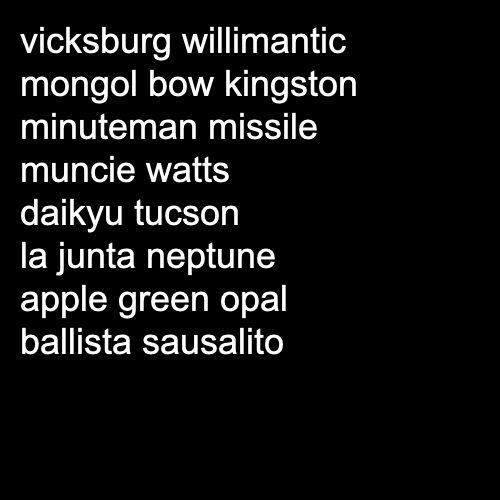 vicksburg willimantic
mongol bow kingston
minuteman missile
muncie watts
daikyu tucson
la junta neptune
apple green opal
ballista sausalito